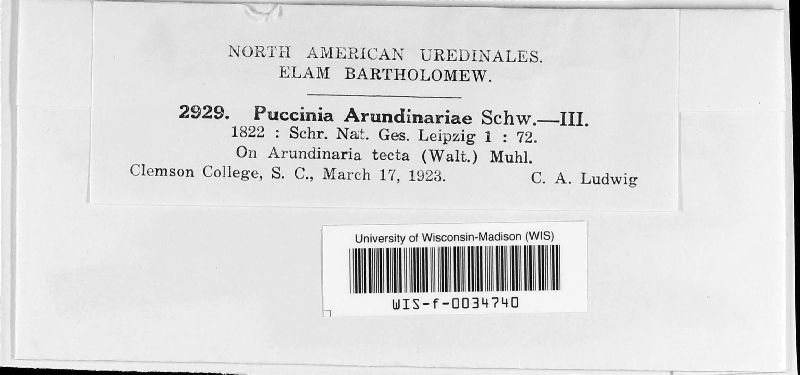 NORTH AMERICAN UREDINALES.
ELAM BARTHOLOMEW.
2929. Puccinia Arundinariae Schw.—III.
1822 : Schr. Nat. Ges. Leipzig 1 : 72.
On Arundinaria tecta (Walt.) Muhl.
Clemson College, S. C., March 17, 1923. C. A. Ludwig
University of Wisconsin-Madison (WIS)
WIS-f-0034740